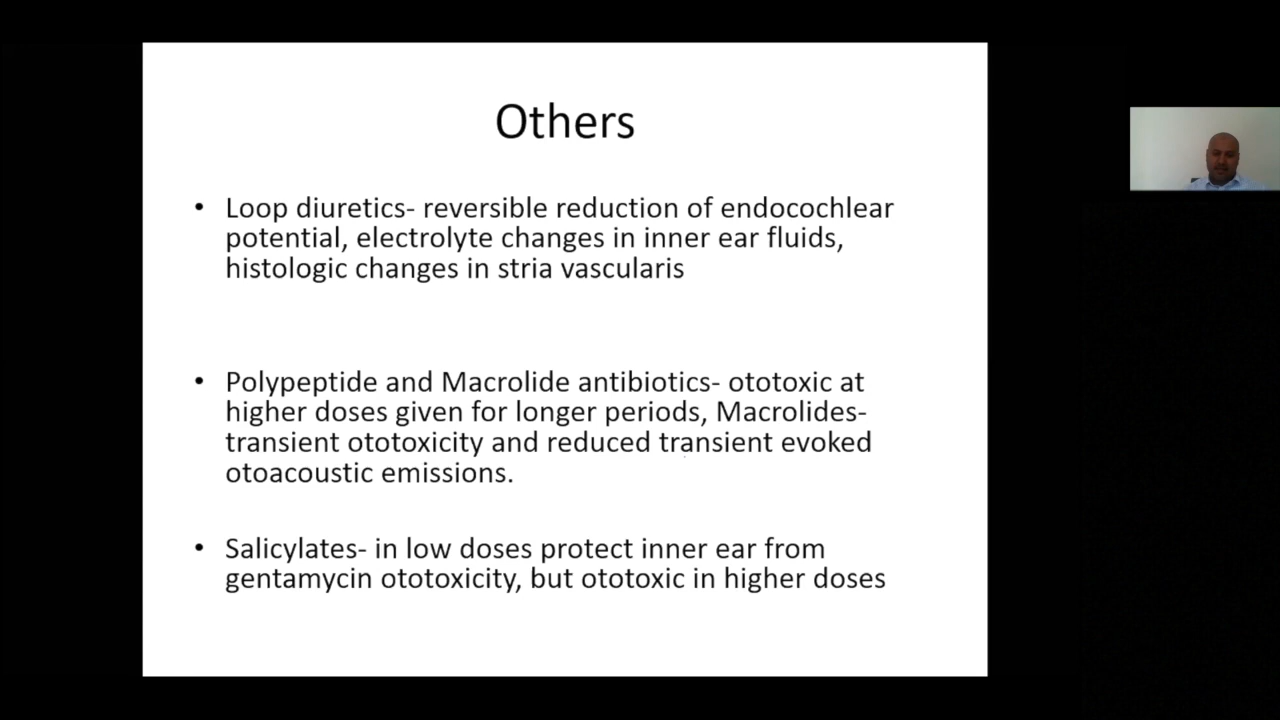 Others
• Loop diuretics- reversible reduction of endocochlear
potential, electrolyte changes in inner ear fluids,
histologic changes in stria vascularis
• Polypeptide and Macrolide antibiotics- ototoxic at
higher doses given for longer periods, Macrolides-
transient ototoxicity and reduced transient evoked
otoacoustic emissions.
• Salicylates- in low doses protect inner ear from
gentamycin ototoxicity, but ototoxic in higher doses